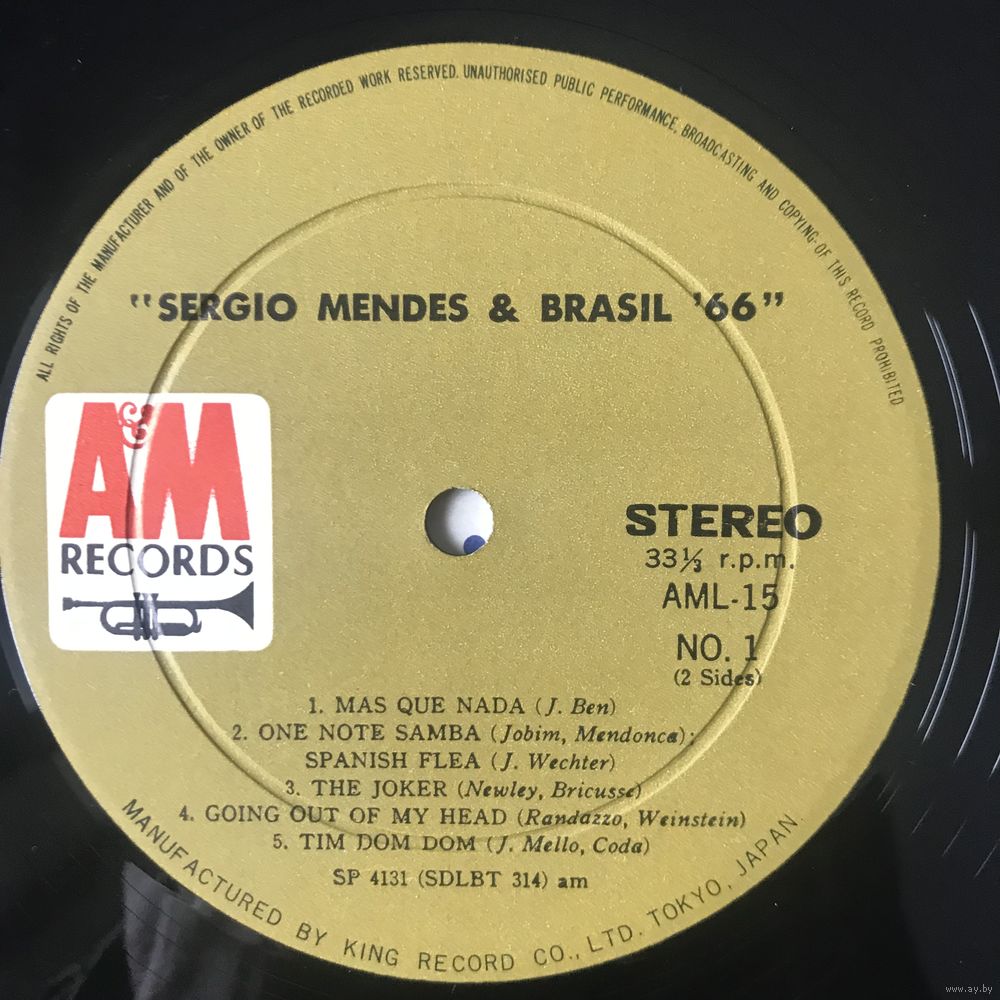 ALL RIGHTS OF THE MANUFACTURER AND OF THE OWNER OF THE RECORDED WORK RESERVED. UNAUTHORISED PUBLIC PERFORMANCE, BROADCASTING AND COPYING OF THIS RECORD PROHIBITED
"SERGIO MENDES & BRASIL '66"
A&M
RECORDS
STEREO
33⅓ r.p.m.
AML-15
NO. 1
(2 Sides)
1. MAS QUE NADA (J. Ben)
2. ONE NOTE SAMBA (Jobim, Mendonca);
SPANISH FLEA (J. Wechter)
3. THE JOKER (Newley, Bricusse)
4. GOING OUT OF MY HEAD (Randazzo, Weinstein)
5. TIM DOM DOM (J. Mello, Coda)
SP 4131 (SDLBT 314) am
MANUFACTURED BY KING RECORD CO., LTD. TOKYO, JAPAN.
www.ay.by